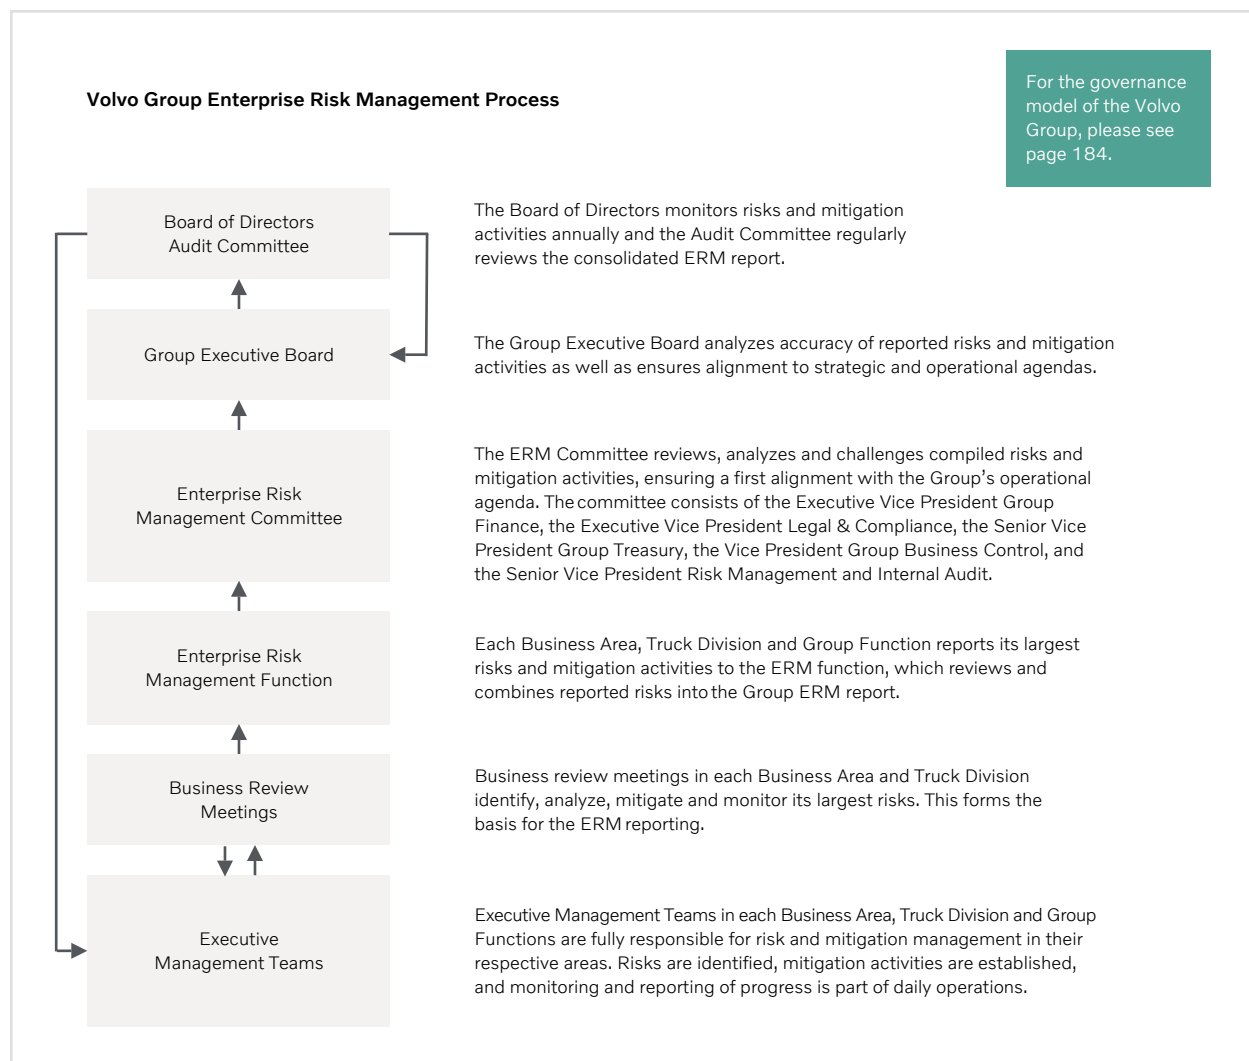 Volvo Group Enterprise Risk Management Process
For the governance
model of the Volvo
Group, please see
page 184.
Board of Directors
Audit Committee
The Board of Directors monitors risks and mitigation
activities annually and the Audit Committee regularly
reviews the consolidated ERM report.
Group Executive Board
The Group Executive Board analyzes accuracy of reported risks and mitigation
activities as well as ensures alignment to strategic and operational agendas.
Enterprise Risk
Management Committee
The ERM Committee reviews, analyzes and challenges compiled risks and
mitigation activities, ensuring a first alignment with the Group's operational
agenda. The committee consists of the Executive Vice President Group
Finance, the Executive Vice President Legal & Compliance, the Senior Vice
President Group Treasury, the Vice President Group Business Control, and
the Senior Vice President Risk Management and Internal Audit.
Enterprise Risk
Management Function
Each Business Area, Truck Division and Group Function reports its largest
risks and mitigation activities to the ERM function, which reviews and
combines reported risks into the Group ERM report.
Business Review
Meetings
Business review meetings in each Business Area and Truck Division
identify, analyze, mitigate and monitor its largest risks. This forms the
basis for the ERM reporting.
Executive
Management Teams
Executive Management Teams in each Business Area, Truck Division and Group
Functions are fully responsible for risk and mitigation management in their
respective areas. Risks are identified, mitigation activities are established,
and monitoring and reporting of progress is part of daily operations.